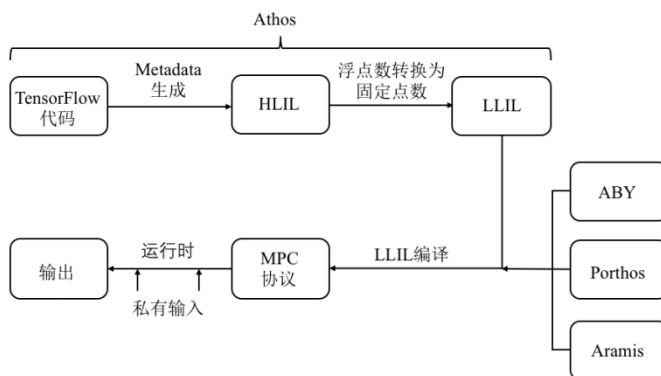 Athos
TensorFlow
代码
Metadata
生成
HLIL
浮点数转换为
固定点数
LLIL
ABY
输出
运行时
私有输入
MPC
协议
LLIL编译
Porthos
Aramis